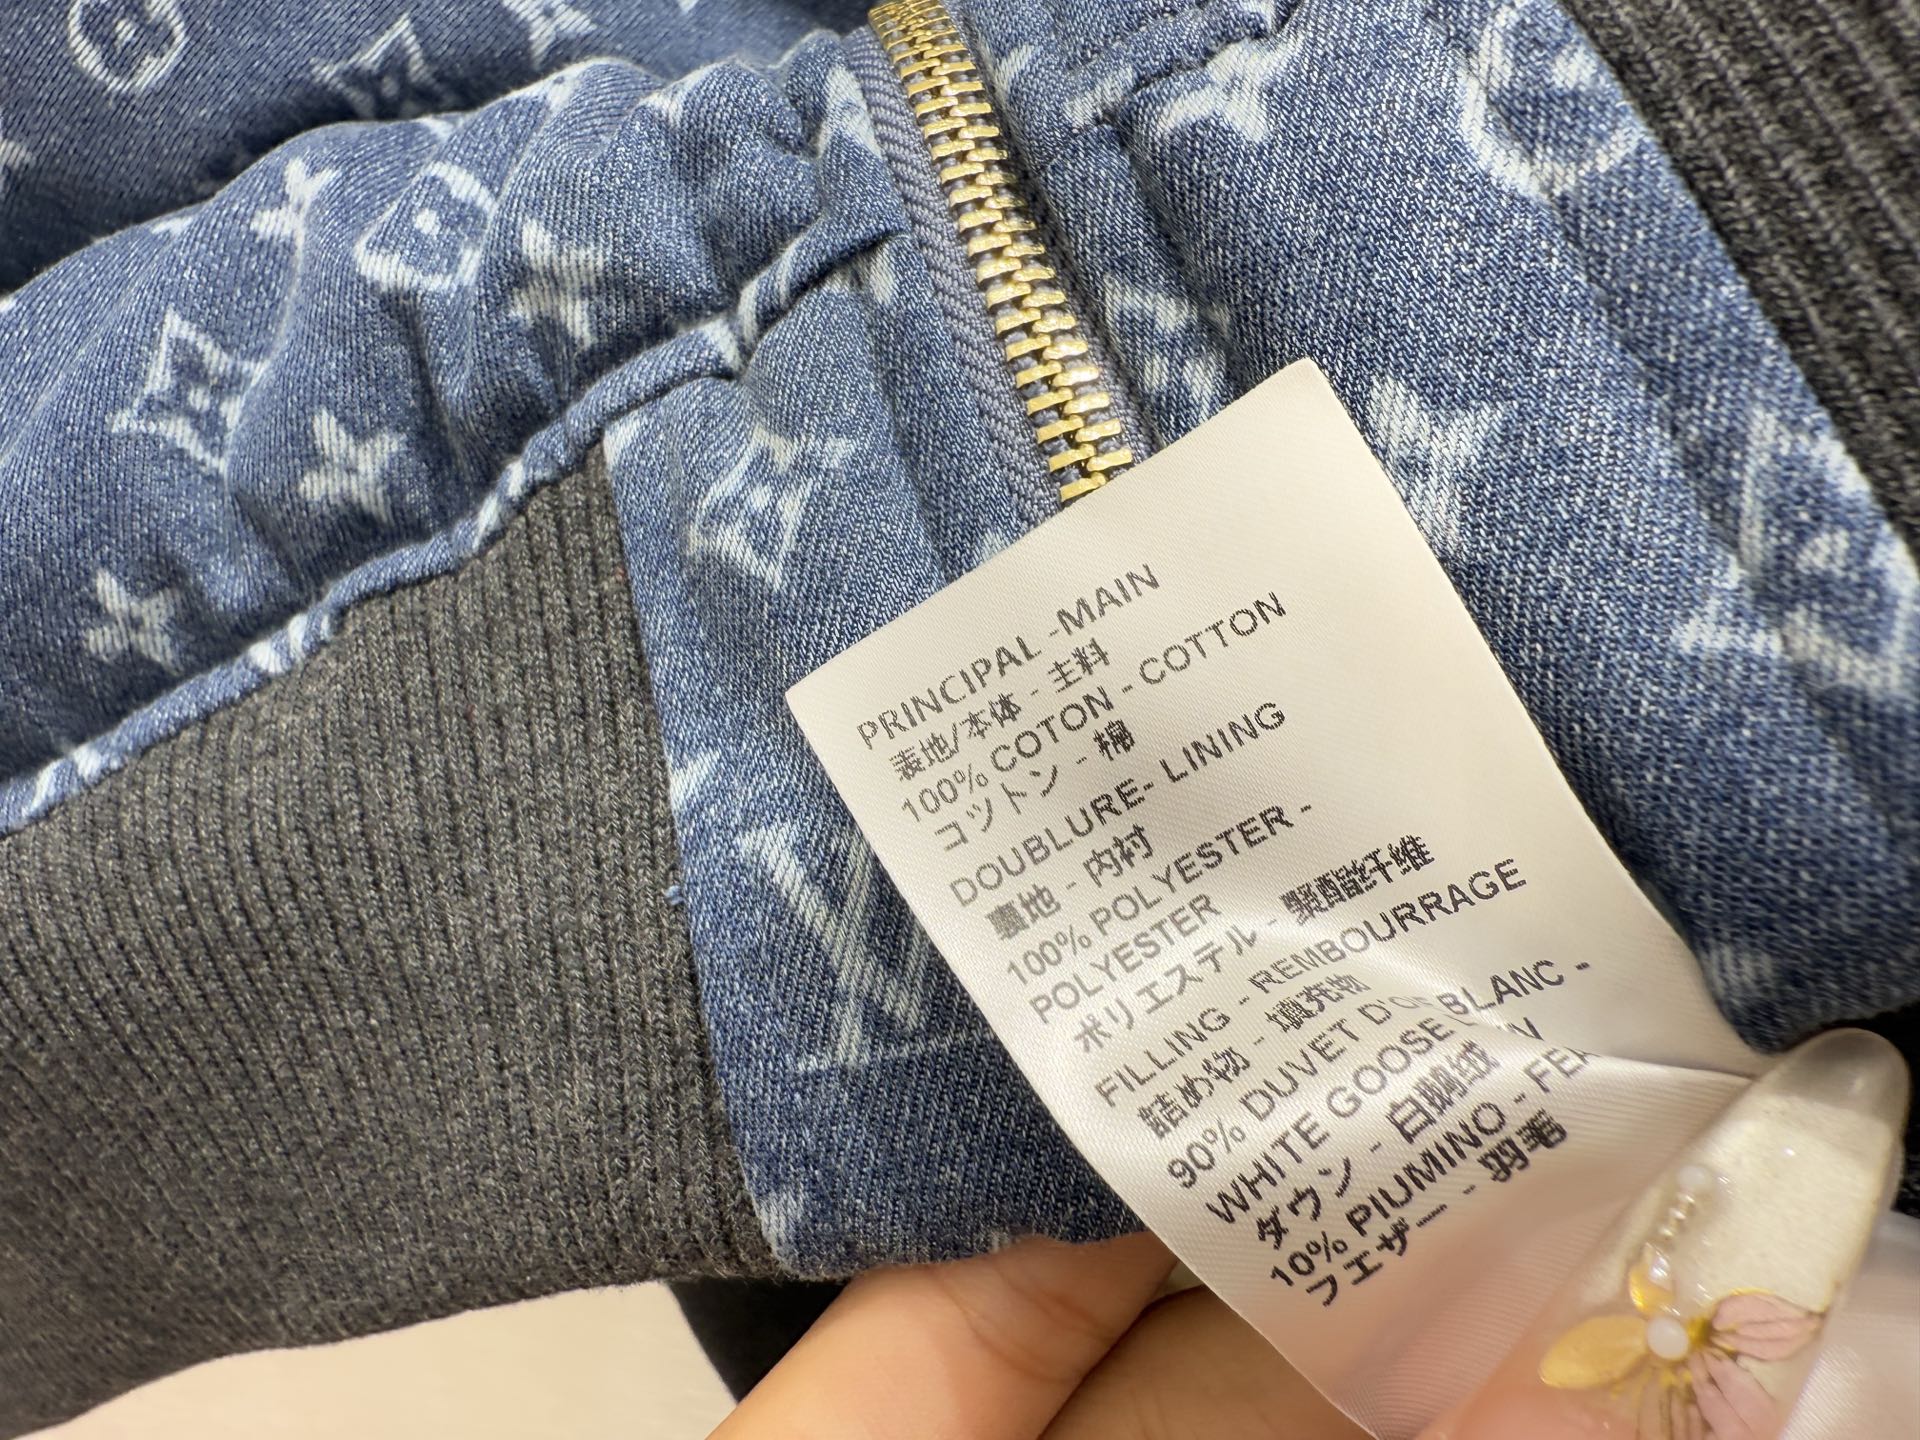 PRINCIPAL -MAIN
表地/本体 - 主料
100% COTON - COTTON
コットン - 棉
DOUBLURE- LINING
裏地 - 内衬
100% POLYESTER -
POLYESTER
ポリエステル - 聚酯纤维
FILLING - REMBOURRAGE
詰め物 - 填充物
90% DUVET BLANC -
WHITE GOOSE
ダウン - 白鹅绒
10% PIUMINO -
フェザー - 羽毛